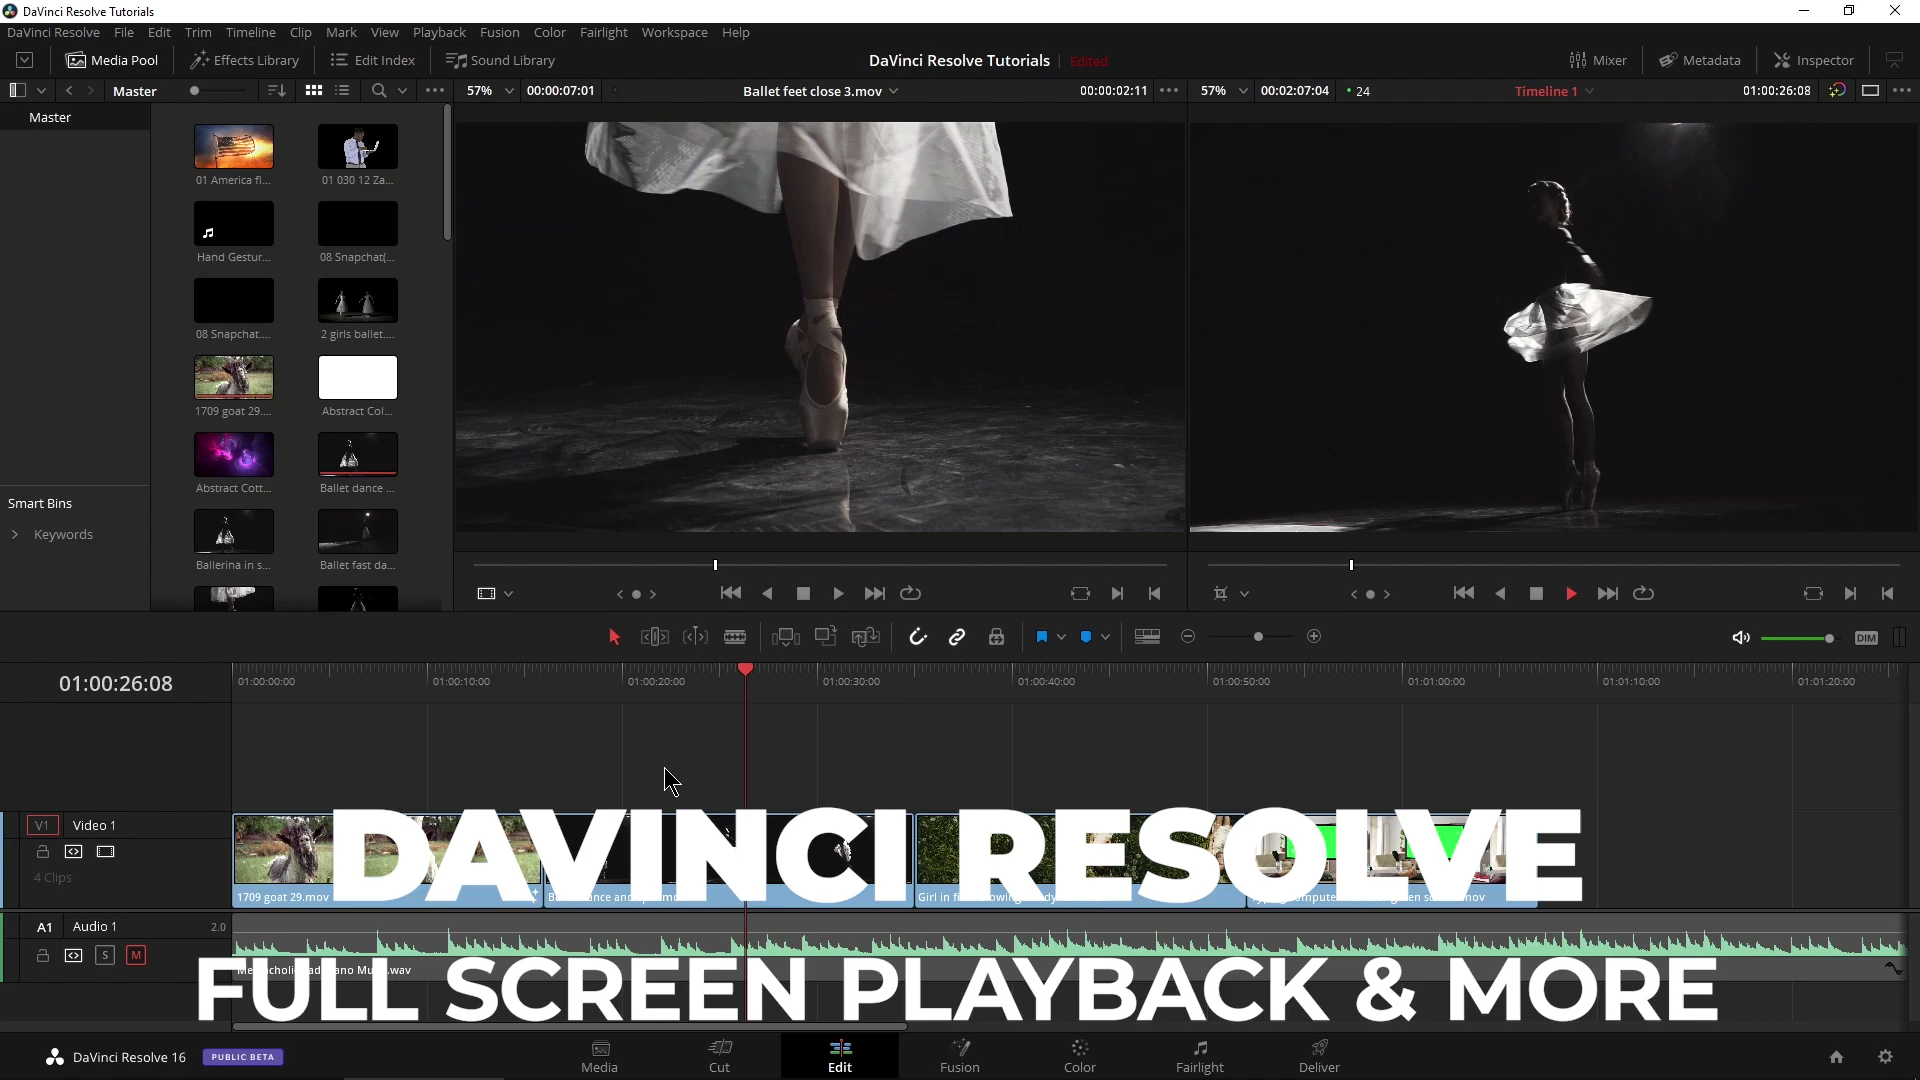 DaVinci Resolve Tutorials
DaVinci Resolve File Edit Trim Timeline Clip Mark View Playback Fusion Color Fairlight Workspace Help
Media Pool Effects Library Edit Index Sound Library DaVinci Resolve Tutorials Edited Mixer Metadata Inspector
Master 57% 00:00:07:01 Ballet feet close 3.mov 00:00:02:11 57% 00:02:07:04 24 Timeline 1 01:00:26:08
Master
01 America fl... 01 030 12 Za...
Hand Gestur... 08 Snapchat(...
08 Snapchat.... 2 girls ballet....
1709 goat 29.... Abstract Col...
Abstract Cott... Ballet dance ...
Smart Bins
Keywords
Ballerina in s... Ballet fast da...
DIM
01:00:26:08
01:00:00:00 01:00:10:00 01:00:20:00 01:00:30:00 01:00:40:00 01:00:50:00 01:01:00:00 01:01:10:00 01:01:20:00
V1 Video 1
4 Clips
1709 goat 29.mov
DAVINCI RESOLVE
A1 Audio 1 2.0
S M
FULL SCREEN PLAYBACK & MORE
DaVinci Resolve 16 PUBLIC BETA
Media Cut Edit Fusion Color Fairlight Deliver